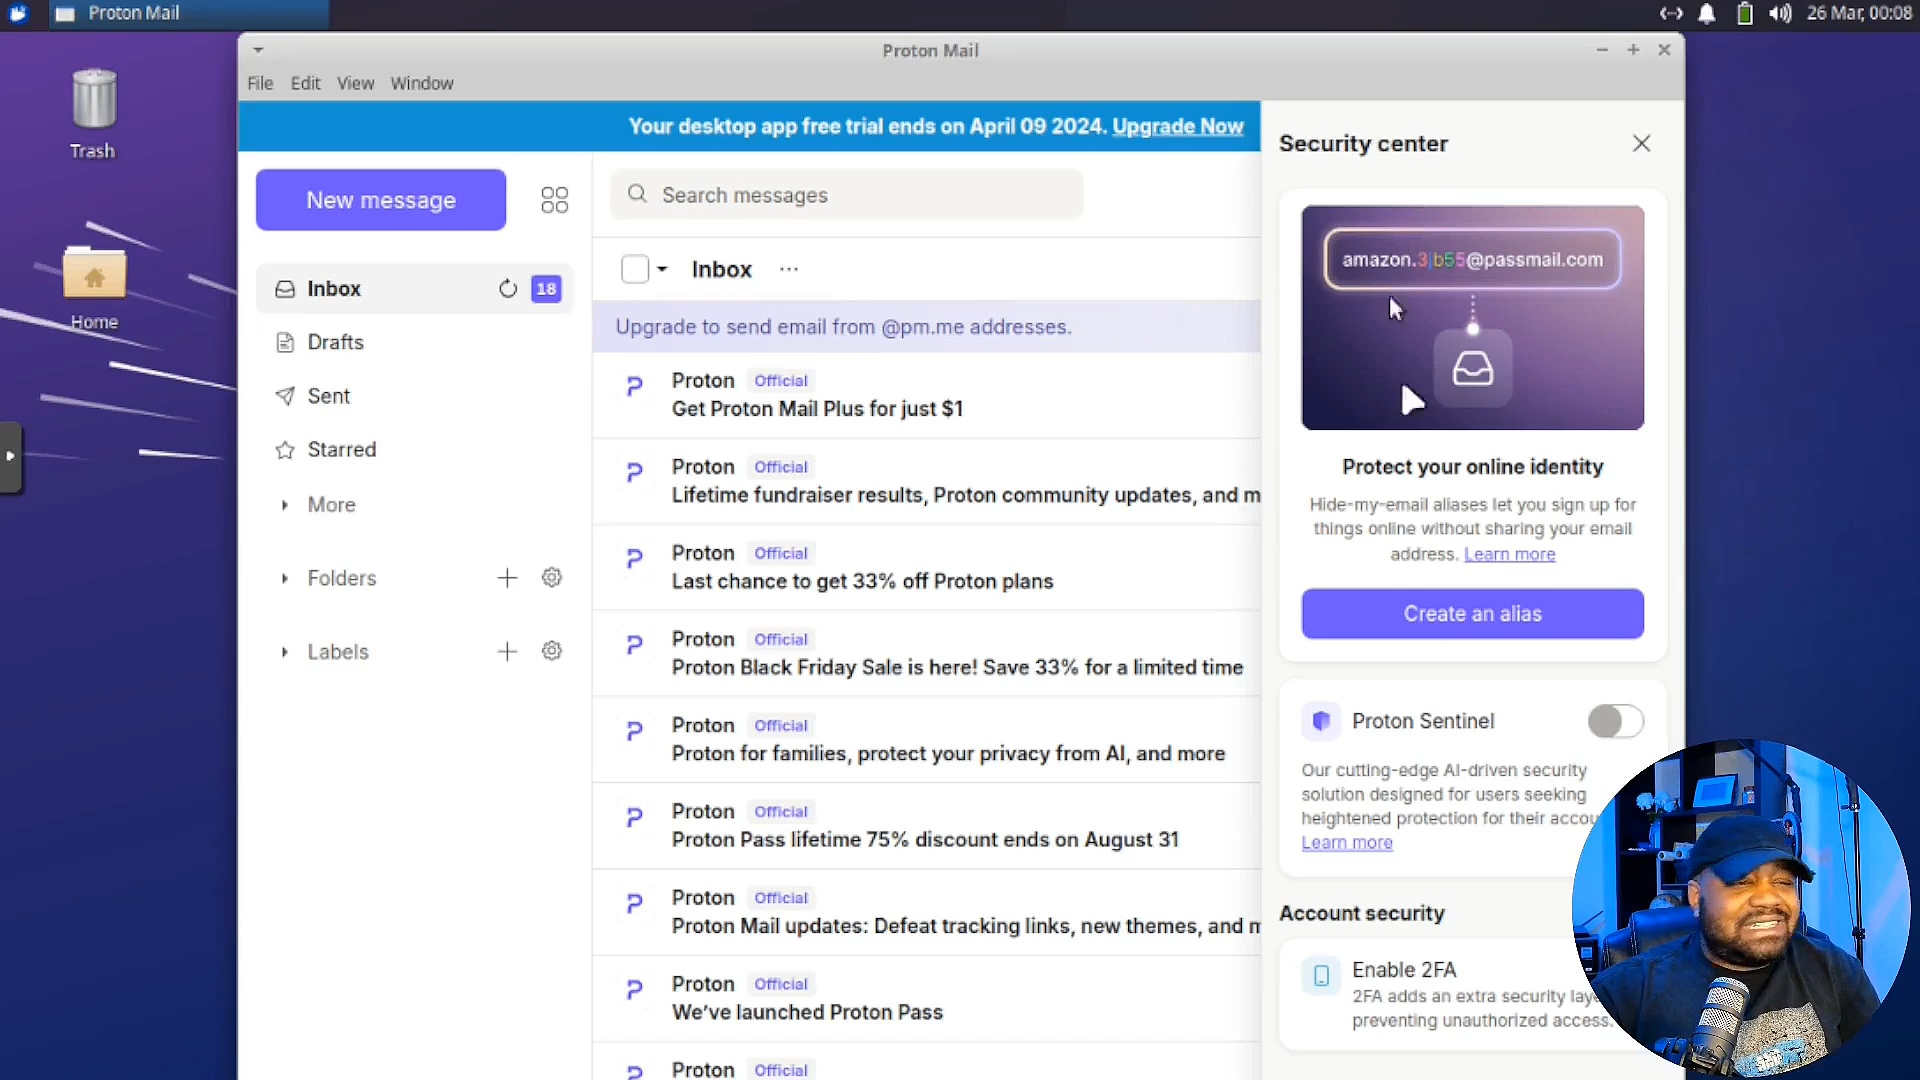 Proton Mail
26 Mar, 00:08
Trash
Home
Proton Mail
File Edit View Window
Your desktop app free trial ends on April 09 2024. Upgrade Now
New message
Search messages
Inbox 18
Drafts
Sent
Starred
More
Folders
Labels
Inbox
Upgrade to send email from @pm.me addresses.
Proton Official
Get Proton Mail Plus for just $1
Proton Official
Lifetime fundraiser results, Proton community updates, and m
Proton Official
Last chance to get 33% off Proton plans
Proton Official
Proton Black Friday Sale is here! Save 33% for a limited time
Proton Official
Proton for families, protect your privacy from AI, and more
Proton Official
Proton Pass lifetime 75% discount ends on August 31
Proton Official
Proton Mail updates: Defeat tracking links, new themes, and m
Proton Official
We've launched Proton Pass
Proton Official
Security center
amazon.3jb55@passmail.com
Protect your online identity
Hide-my-email aliases let you sign up for
things online without sharing your email
address. Learn more
Create an alias
Proton Sentinel
Our cutting-edge AI-driven security
solution designed for users seeking
heightened protection for their accou
Learn more
Account security
Enable 2FA
2FA adds an extra security laye
preventing unauthorized access.